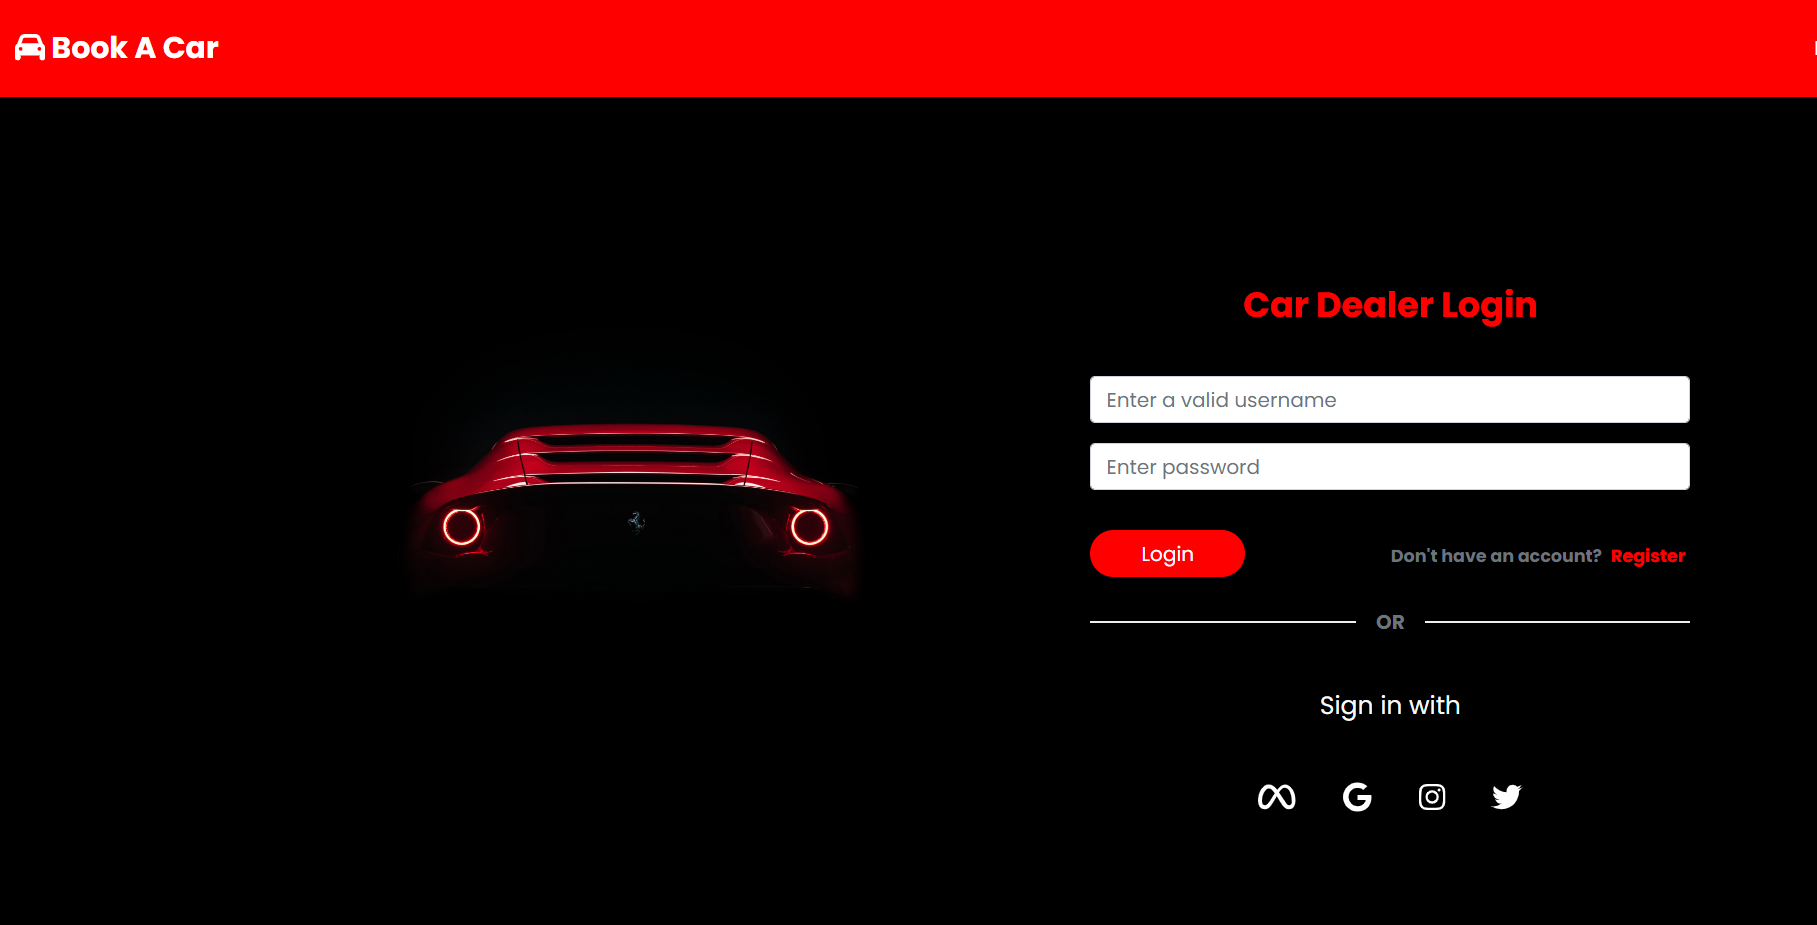 Book A Car
Car Dealer Login
Enter a valid username
Enter password
Login
Don't have an account? Register
OR
Sign in with